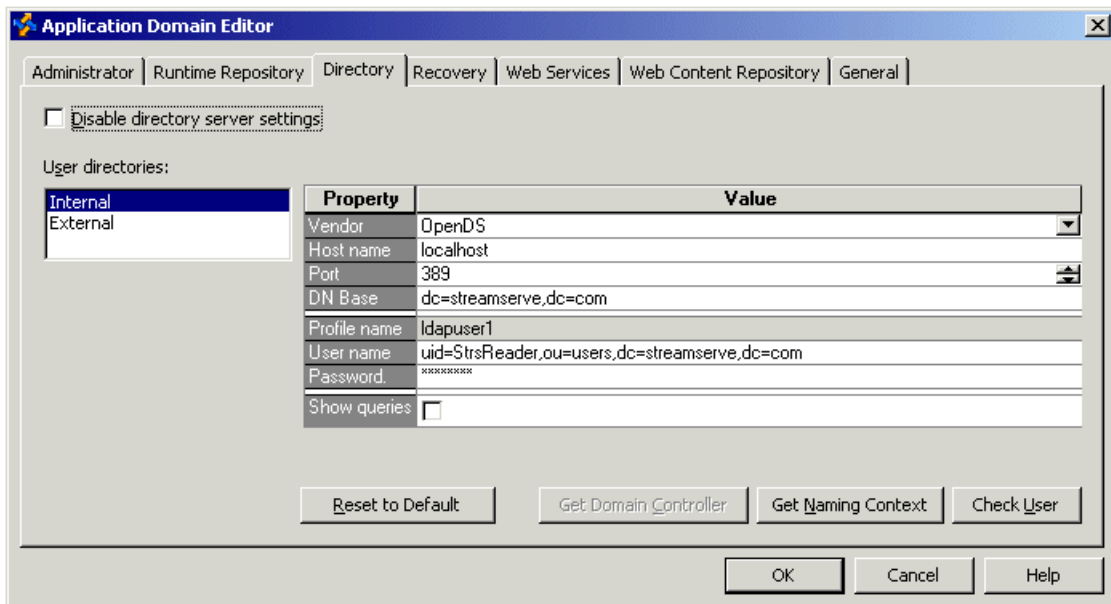 Application Domain Editor
Administrator Runtime Repository Directory Recovery Web Services Web Content Repository General
Disable directory server settings
User directories:
Internal
External
Property Value
Vendor OpenDS
Host name localhost
Port 389
DN Base dc=streamserve,dc=com
Profile name ldapuser1
User name uid=StrsReader,ou=users,dc=streamserve,dc=com
Password. ********
Show queries
Reset to Default Get Domain Controller Get Naming Context Check User
OK Cancel Help